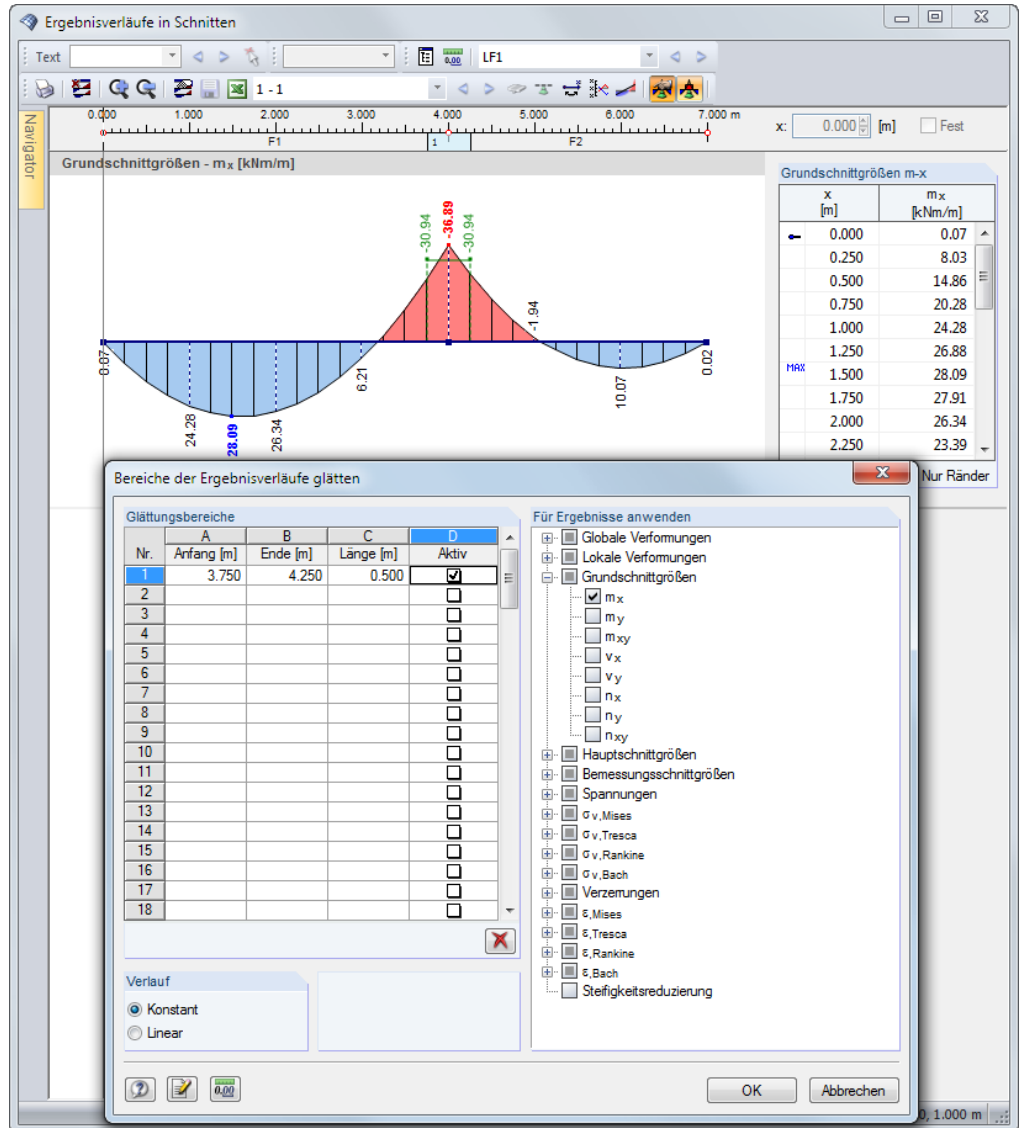 Ergebnisverläufe in Schnitten
Text
0,00
LF1
1 - 1
Navigator
0.000 1.000 2.000 3.000 4.000 5.000 6.000 7.000 m
F1 1 F2
x: 0.000 [m] Fest
Grundschnittgrößen - mx [kNm/m]
-30.94
-36.89
-30.94
-1.94
0.07
24.28
28.09
26.34
6.21
10.07
0.02
Grundschnittgrößen m-x
x mx
[m] [kNm/m]
0.000 0.07
0.250 8.03
0.500 14.86
0.750 20.28
1.000 24.28
1.250 26.88
MAX 1.500 28.09
1.750 27.91
2.000 26.34
2.250 23.39
Nur Ränder
Bereiche der Ergebnisverläufe glätten
Glättungsbereiche
A B C D
Nr. Anfang [m] Ende [m] Länge [m] Aktiv
1 3.750 4.250 0.500
2
3
4
5
6
7
8
9
10
11
12
13
14
15
16
17
18
Verlauf
Konstant
Linear
Für Ergebnisse anwenden
Globale Verformungen
Lokale Verformungen
Grundschnittgrößen
mx
my
mxy
vx
vy
nx
ny
nxy
Hauptschnittgrößen
Bemessungsschnittgrößen
Spannungen
σv,Mises
σv,Tresca
σv,Rankine
σv,Bach
Verzerrungen
ε,Mises
ε,Tresca
ε,Rankine
ε,Bach
Steifigkeitsreduzierung
0,00
OK Abbrechen
0, 1.000 m